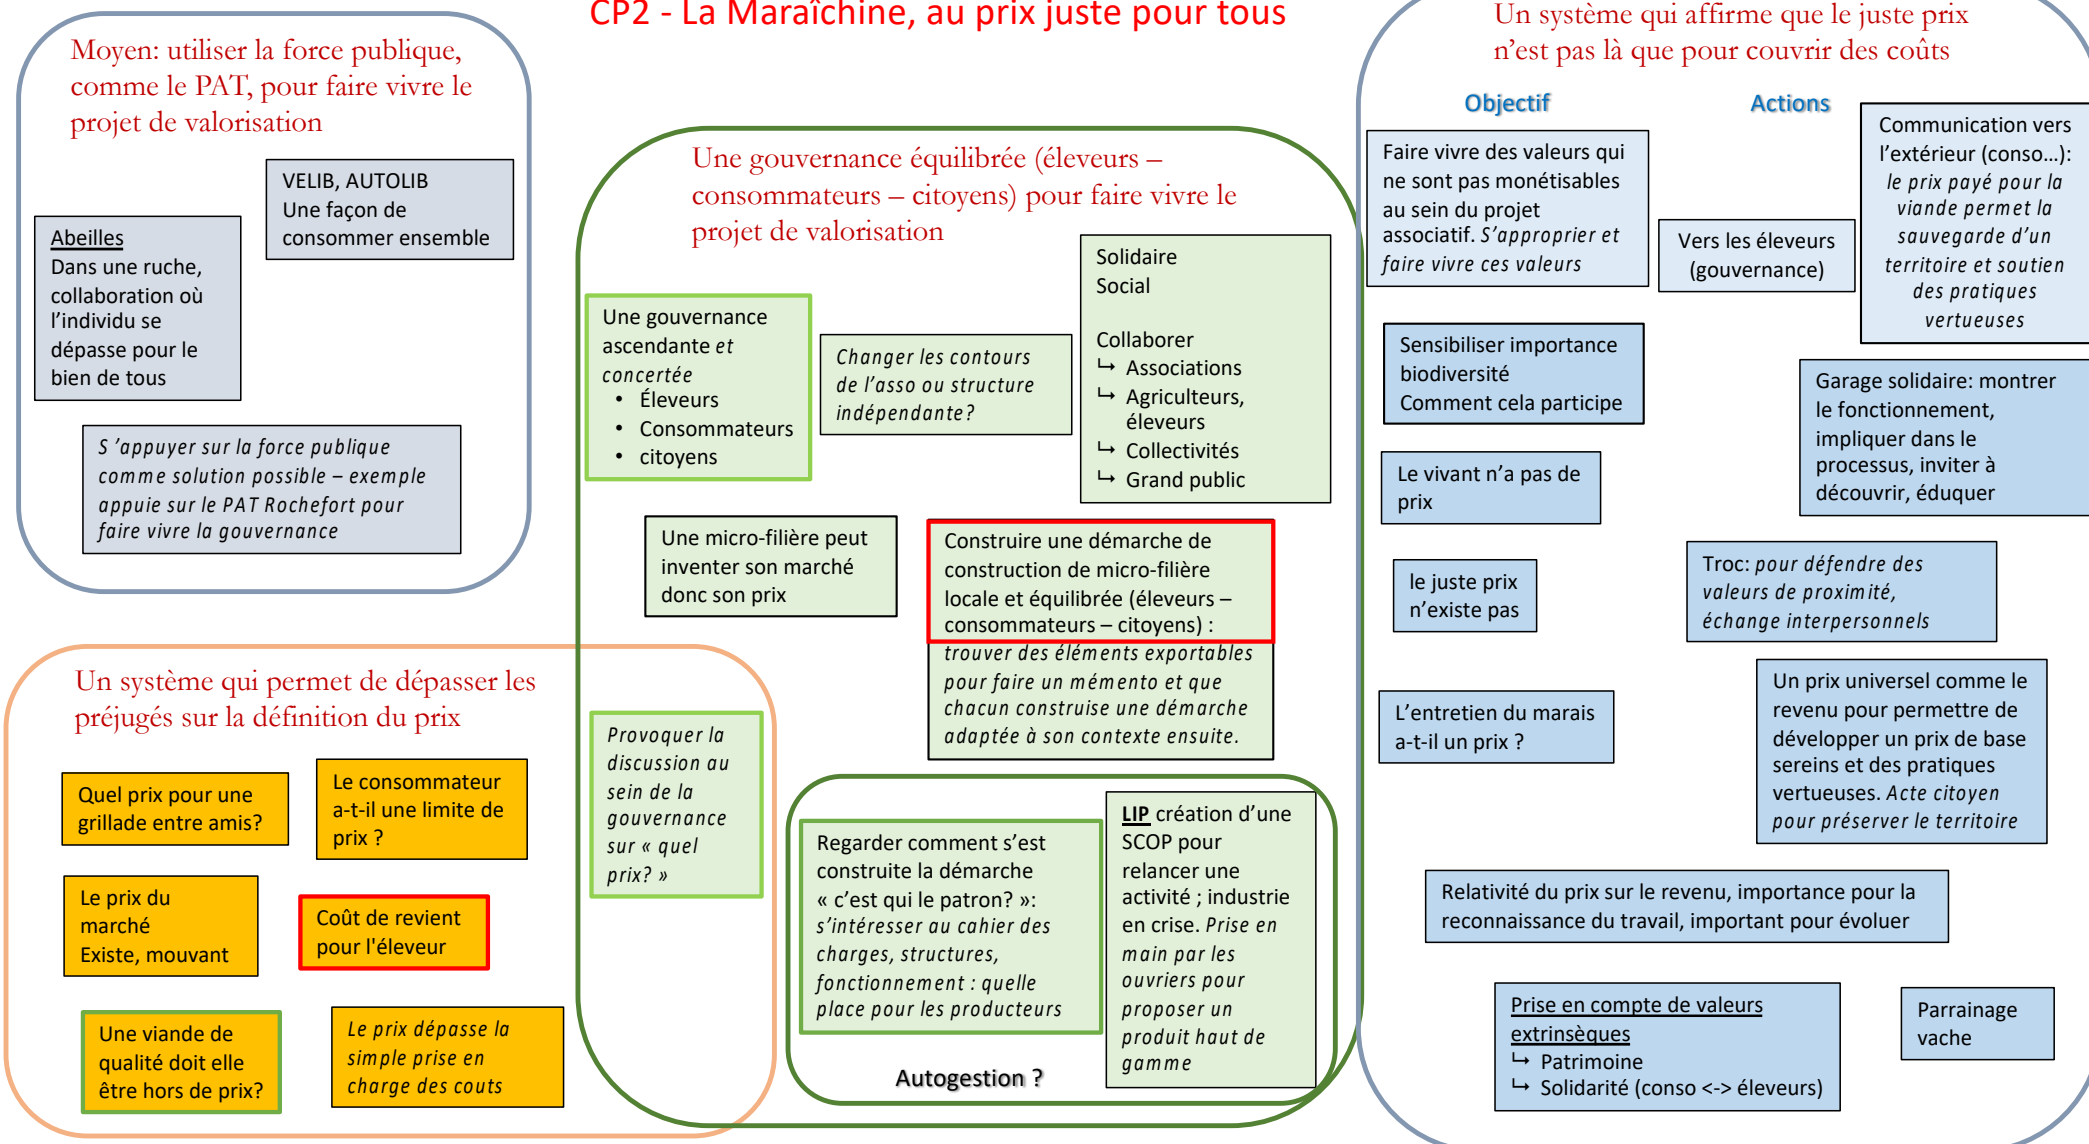 CP2 - La Maraîchine, au prix juste pour tous
Moyen: utiliser la force publique,
comme le PAT, pour faire vivre le
projet de valorisation
VELIB, AUTOLIB
Une façon de
consommer ensemble
Abeilles
Dans une ruche,
collaboration où
l'individu se
dépasse pour le
bien de tous
S 'appuyer sur la force publique
comme solution possible – exemple
appuie sur le PAT Rochefort pour
faire vivre la gouvernance
Un système qui permet de dépasser les
préjugés sur la définition du prix
Quel prix pour une
grillade entre amis?
Le consommateur
a-t-il une limite de
prix ?
Le prix du
marché
Existe, mouvant
Coût de revient
pour l'éleveur
Une viande de
qualité doit elle
être hors de prix?
Le prix dépasse la
simple prise en
charge des couts
Une gouvernance équilibrée (éleveurs –
consommateurs – citoyens) pour faire vivre le
projet de valorisation
Une gouvernance
ascendante et
concertée
• Éleveurs
• Consommateurs
• citoyens
Changer les contours
de l'asso ou structure
indépendante?
Solidaire
Social
Collaborer
↳ Associations
↳ Agriculteurs,
éleveurs
↳ Collectivités
↳ Grand public
Une micro-filière peut
inventer son marché
donc son prix
Construire une démarche de
construction de micro-filière
locale et équilibrée (éleveurs –
consommateurs – citoyens) :
trouver des éléments exportables
pour faire un mémento et que
chacun construise une démarche
adaptée à son contexte ensuite.
Provoquer la
discussion au
sein de la
gouvernance
sur « quel
prix? »
Regarder comment s'est
construite la démarche
« c'est qui le patron? »:
s'intéresser au cahier des
charges, structures,
fonctionnement : quelle
place pour les producteurs
LIP création d'une
SCOP pour
relancer une
activité ; industrie
en crise. Prise en
main par les
ouvriers pour
proposer un
produit haut de
gamme
Autogestion ?
Un système qui affirme que le juste prix
n'est pas là que pour couvrir des coûts
Objectif
Actions
Faire vivre des valeurs qui
ne sont pas monétisables
au sein du projet
associatif. S'approprier et
faire vivre ces valeurs
Vers les éleveurs
(gouvernance)
Communication vers
l'extérieur (conso…):
le prix payé pour la
viande permet la
sauvegarde d'un
territoire et soutien
des pratiques
vertueuses
Sensibiliser importance
biodiversité
Comment cela participe
Garage solidaire: montrer
le fonctionnement,
impliquer dans le
processus, inviter à
découvrir, éduquer
Le vivant n'a pas de
prix
le juste prix
n'existe pas
Troc: pour défendre des
valeurs de proximité,
échange interpersonnels
L'entretien du marais
a-t-il un prix ?
Un prix universel comme le
revenu pour permettre de
développer un prix de base
sereins et des pratiques
vertueuses. Acte citoyen
pour préserver le territoire
Relativité du prix sur le revenu, importance pour la
reconnaissance du travail, important pour évoluer
Prise en compte de valeurs
extrinsèques
↳ Patrimoine
↳ Solidarité (conso <-> éleveurs)
Parrainage
vache